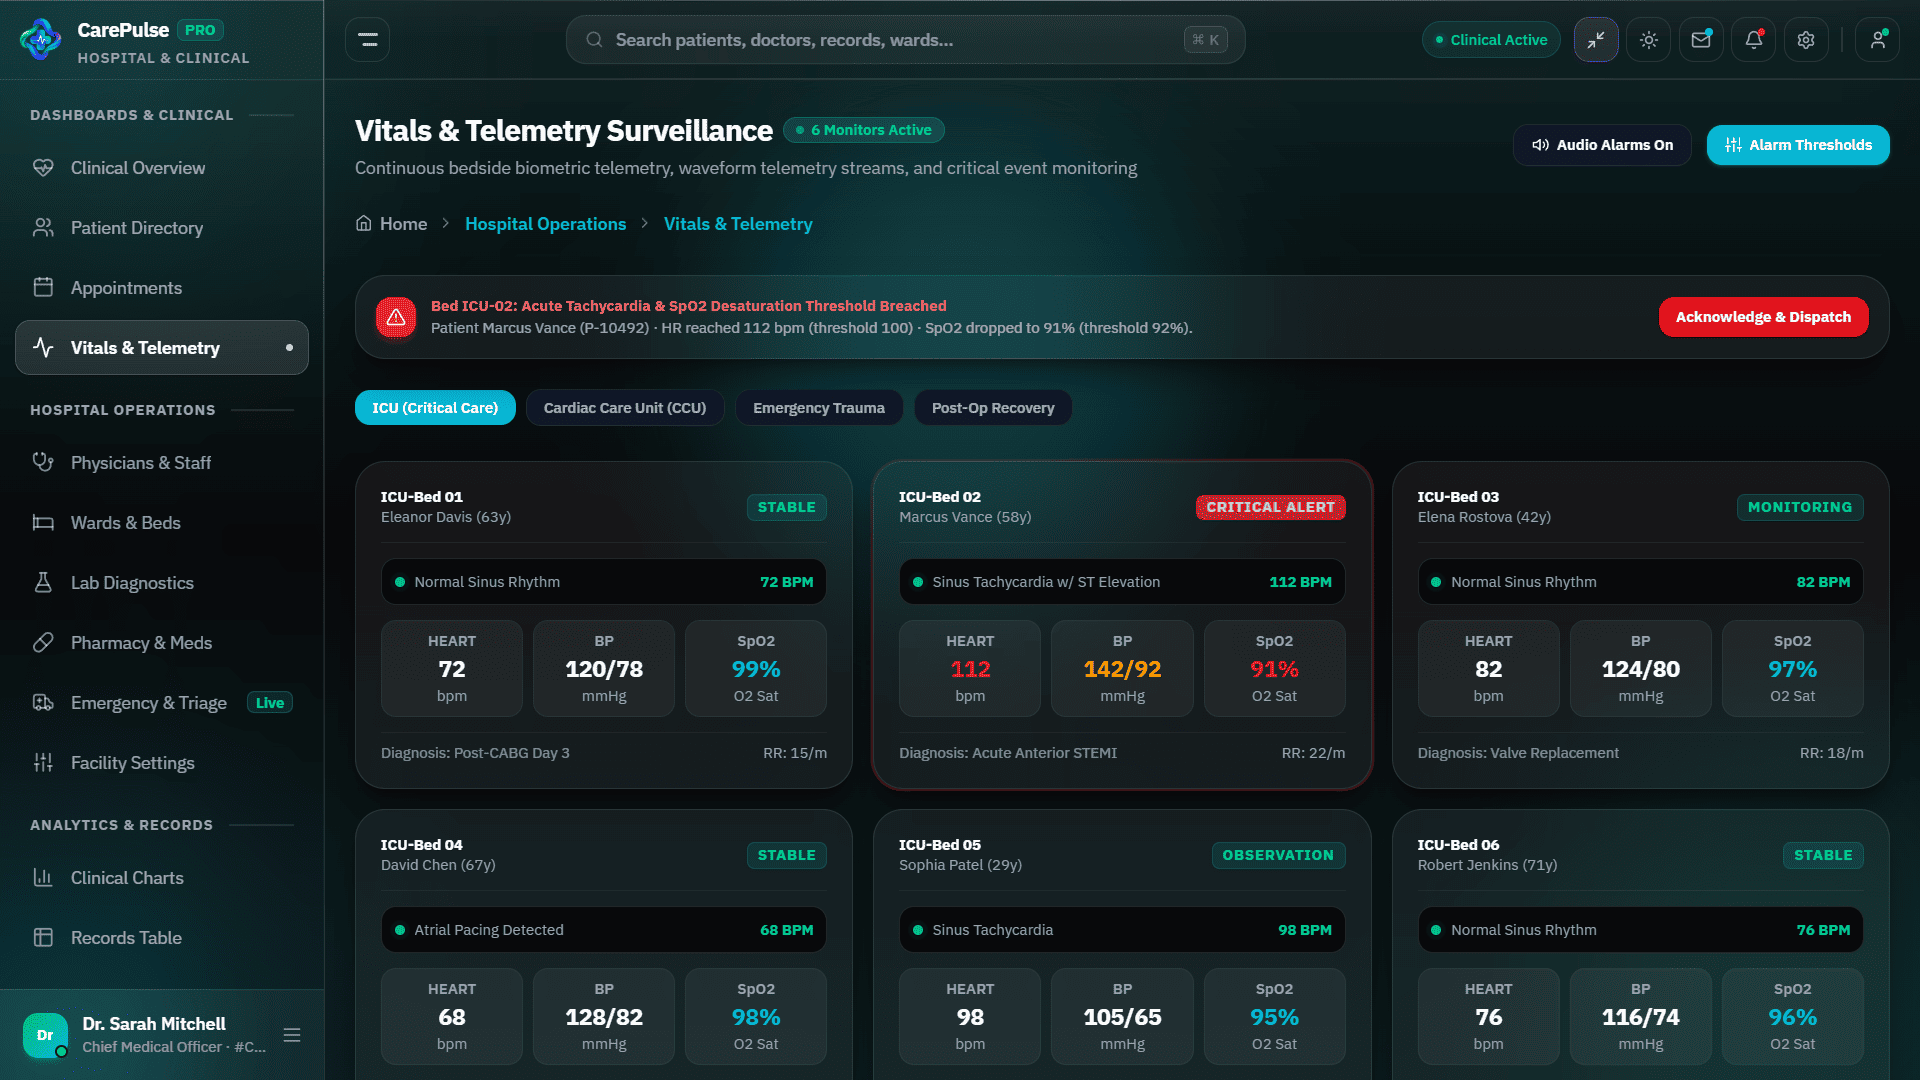 CarePulse PRO
HOSPITAL & CLINICAL
Search patients, doctors, records, wards...
⌘ K
Clinical Active
DASHBOARDS & CLINICAL
Clinical Overview
Patient Directory
Appointments
Vitals & Telemetry
HOSPITAL OPERATIONS
Physicians & Staff
Wards & Beds
Lab Diagnostics
Pharmacy & Meds
Emergency & Triage Live
Facility Settings
ANALYTICS & RECORDS
Clinical Charts
Records Table
Dr
Dr. Sarah Mitchell
Chief Medical Officer · #C...
Vitals & Telemetry Surveillance
6 Monitors Active
Continuous bedside biometric telemetry, waveform telemetry streams, and critical event monitoring
Audio Alarms On
Alarm Thresholds
Home > Hospital Operations > Vitals & Telemetry
Bed ICU-02: Acute Tachycardia & SpO2 Desaturation Threshold Breached
Patient Marcus Vance (P-10492) · HR reached 112 bpm (threshold 100) · SpO2 dropped to 91% (threshold 92%).
Acknowledge & Dispatch
ICU (Critical Care)
Cardiac Care Unit (CCU)
Emergency Trauma
Post-Op Recovery
ICU-Bed 01
Eleanor Davis (63y)
STABLE
Normal Sinus Rhythm 72 BPM
HEART BP SpO2
72 120/78 99%
bpm mmHg O2 Sat
Diagnosis: Post-CABG Day 3 RR: 15/m
ICU-Bed 02
Marcus Vance (58y)
CRITICAL ALERT
Sinus Tachycardia w/ ST Elevation 112 BPM
HEART BP SpO2
112 142/92 91%
bpm mmHg O2 Sat
Diagnosis: Acute Anterior STEMI RR: 22/m
ICU-Bed 03
Elena Rostova (42y)
MONITORING
Normal Sinus Rhythm 82 BPM
HEART BP SpO2
82 124/80 97%
bpm mmHg O2 Sat
Diagnosis: Valve Replacement RR: 18/m
ICU-Bed 04
David Chen (67y)
STABLE
Atrial Pacing Detected 68 BPM
HEART BP SpO2
68 128/82 98%
bpm mmHg O2 Sat
ICU-Bed 05
Sophia Patel (29y)
OBSERVATION
Sinus Tachycardia 98 BPM
HEART BP SpO2
98 105/65 95%
bpm mmHg O2 Sat
ICU-Bed 06
Robert Jenkins (71y)
STABLE
Normal Sinus Rhythm 76 BPM
HEART BP SpO2
76 116/74 96%
bpm mmHg O2 Sat